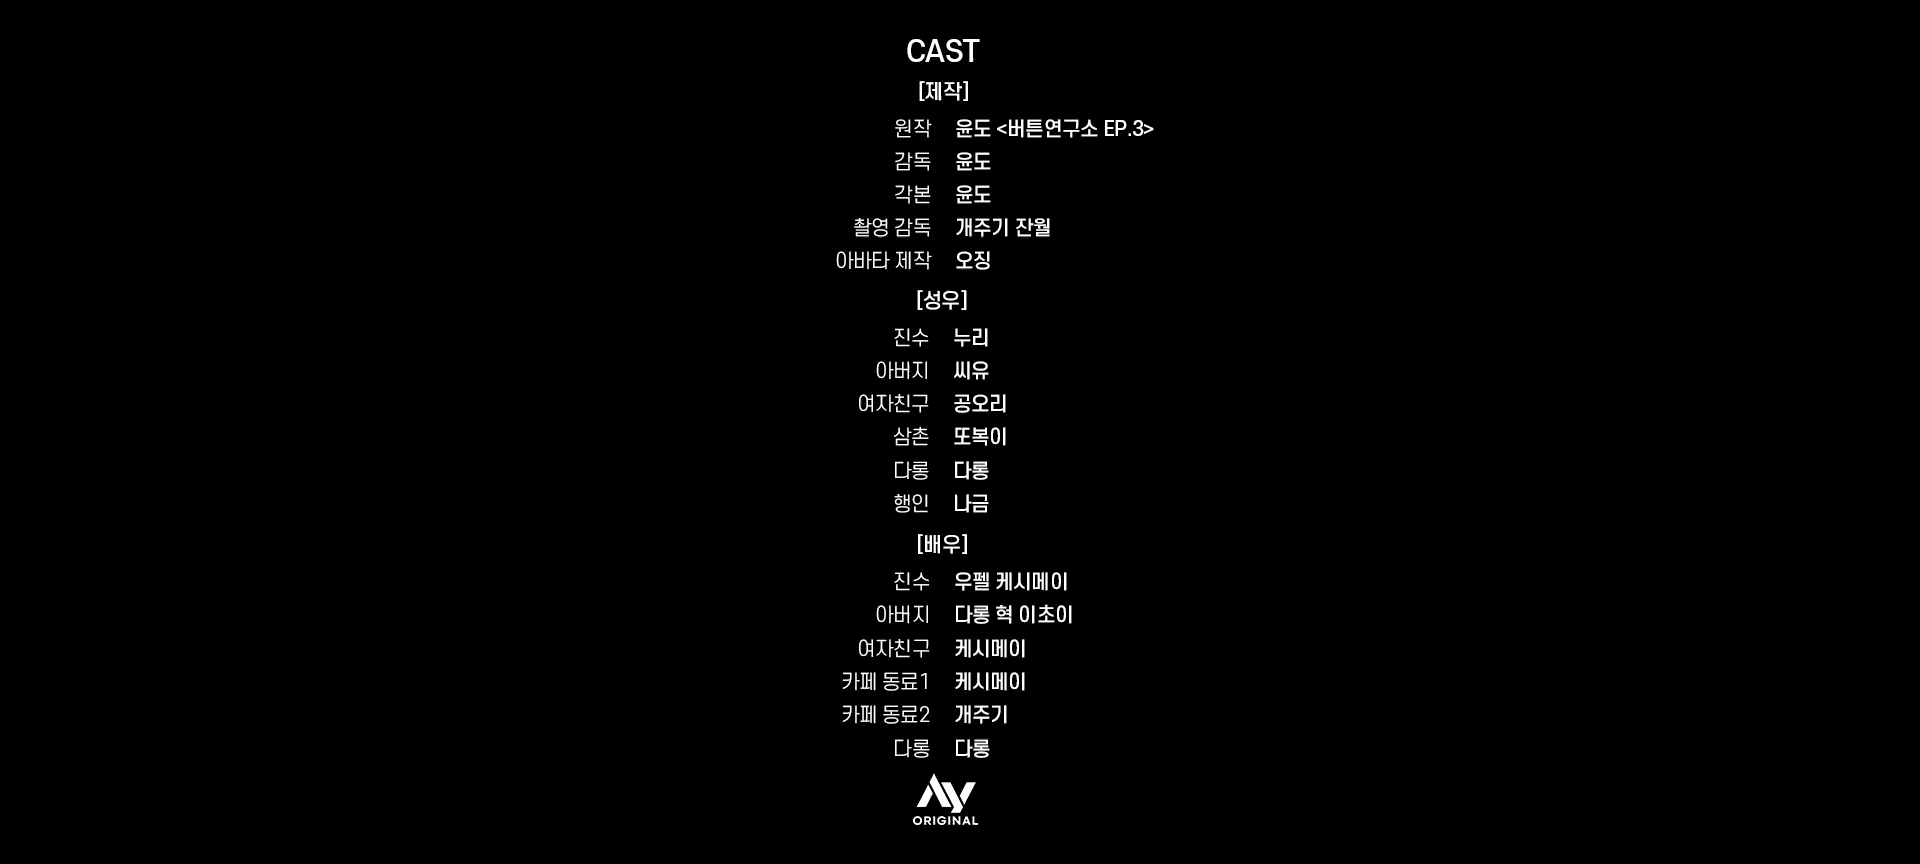 CAST
[제작]
원작 윤도 <버튼연구소 EP.3>
감독 윤도
각본 윤도
촬영 감독 개주기 잔월
아바타 제작 오징
[성우]
진수 누리
아버지 씨유
여자친구 공오리
삼촌 또복이
다롱 다롱
행인 나금
[배우]
진수 우펠 케시메이
아버지 다롱 혁 이초이
여자친구 케시메이
카페 동료1 케시메이
카페 동료2 개주기
다롱 다롱
Ay
ORIGINAL